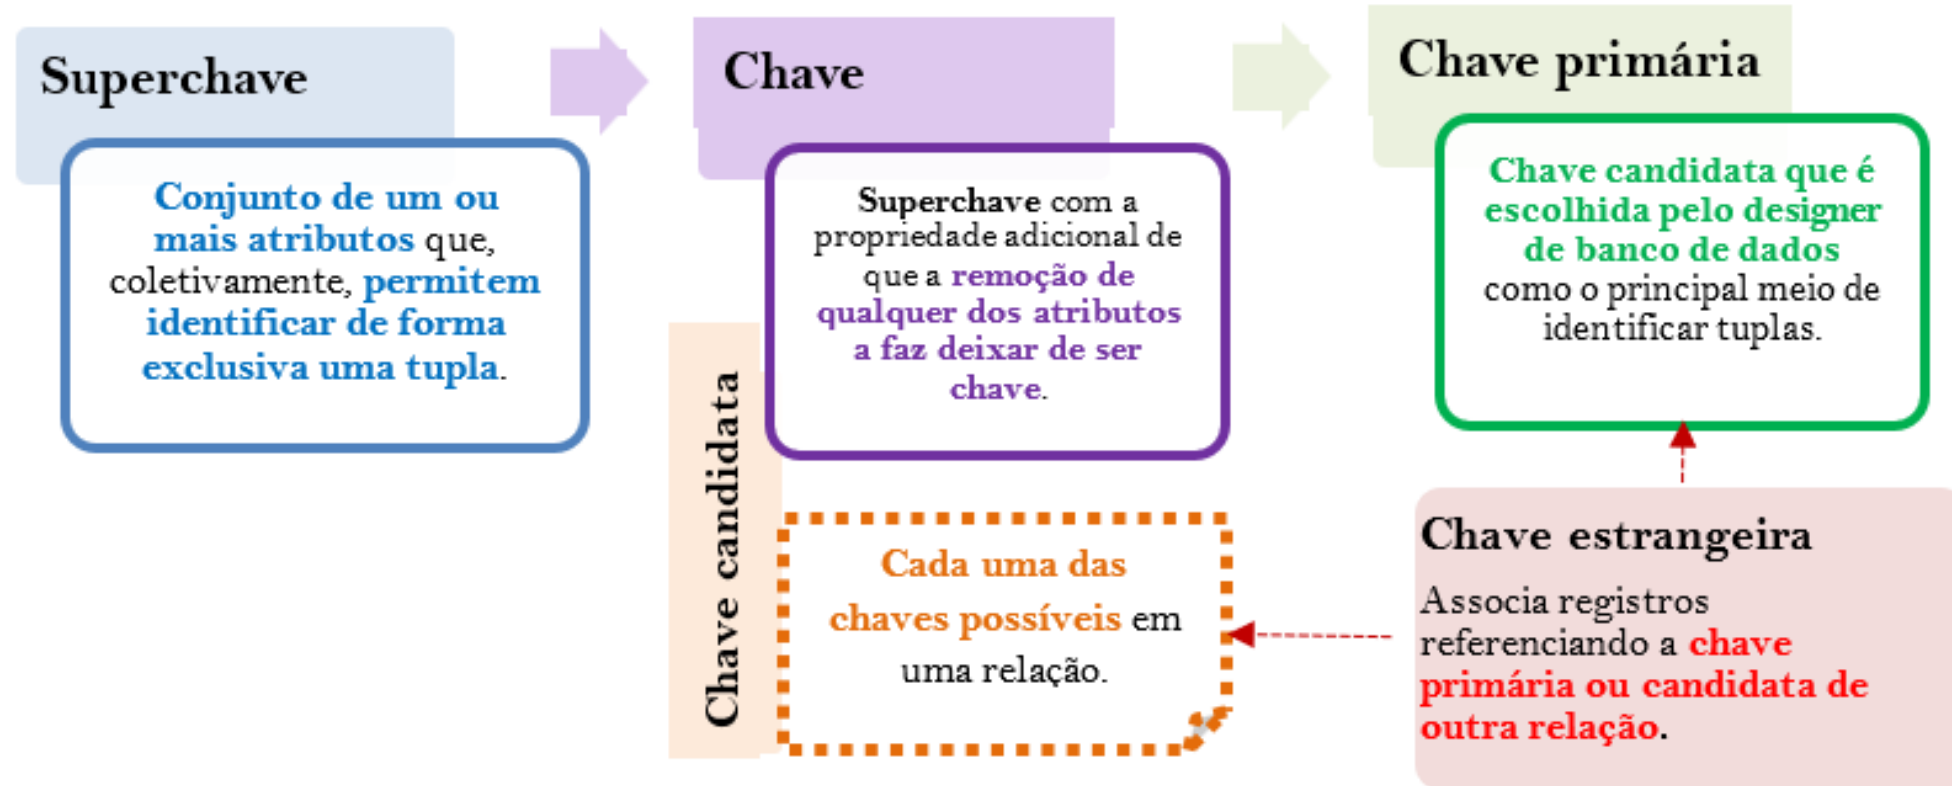 Superchave
Conjunto de um ou
mais atributos que,
coletivamente, permitem
identificar de forma
exclusiva uma tupla.
Chave
Superchave com a
propriedade adicional de
que a remoção de
qualquer dos atributos
a faz deixar de ser
chave.
Chave candidata
Cada uma das
chaves possíveis em
uma relação.
Chave primária
Chave candidata que é
escolhida pelo designer
de banco de dados
como o principal meio de
identificar tuplas.
Chave estrangeira
Associa registros
referenciando a chave
primária ou candidata de
outra relação.